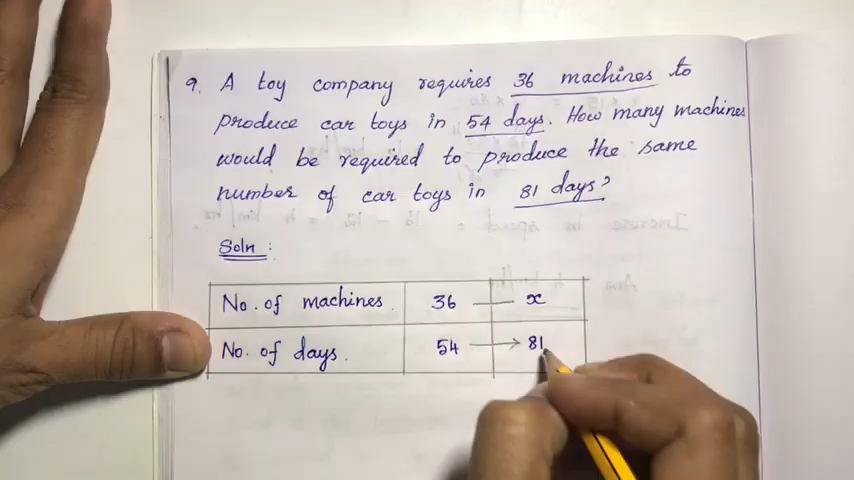 9. A toy company requires 36 machines to
produce car toys in 54 days. How many machines
would be required to produce the same
number of car toys in 81 days?
Soln :
No. of machines 36 x
No. of days. 54 → 81